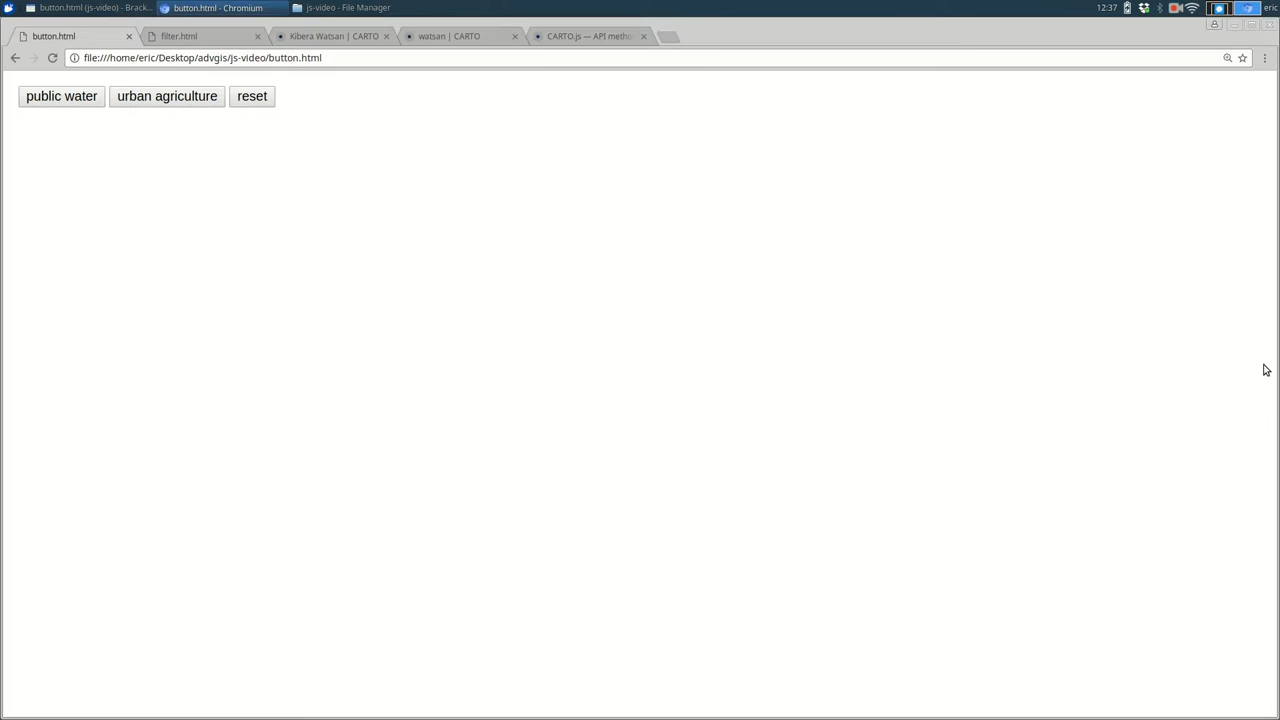 button.html (js-video) - Brack... button.html - Chromium js-video - File Manager 12:37 eric
button.html filter.html Kibera Watsan | CARTO watsan | CARTO CARTO.js — API metho
file:///home/eric/Desktop/advgis/js-video/button.html
public water urban agriculture reset